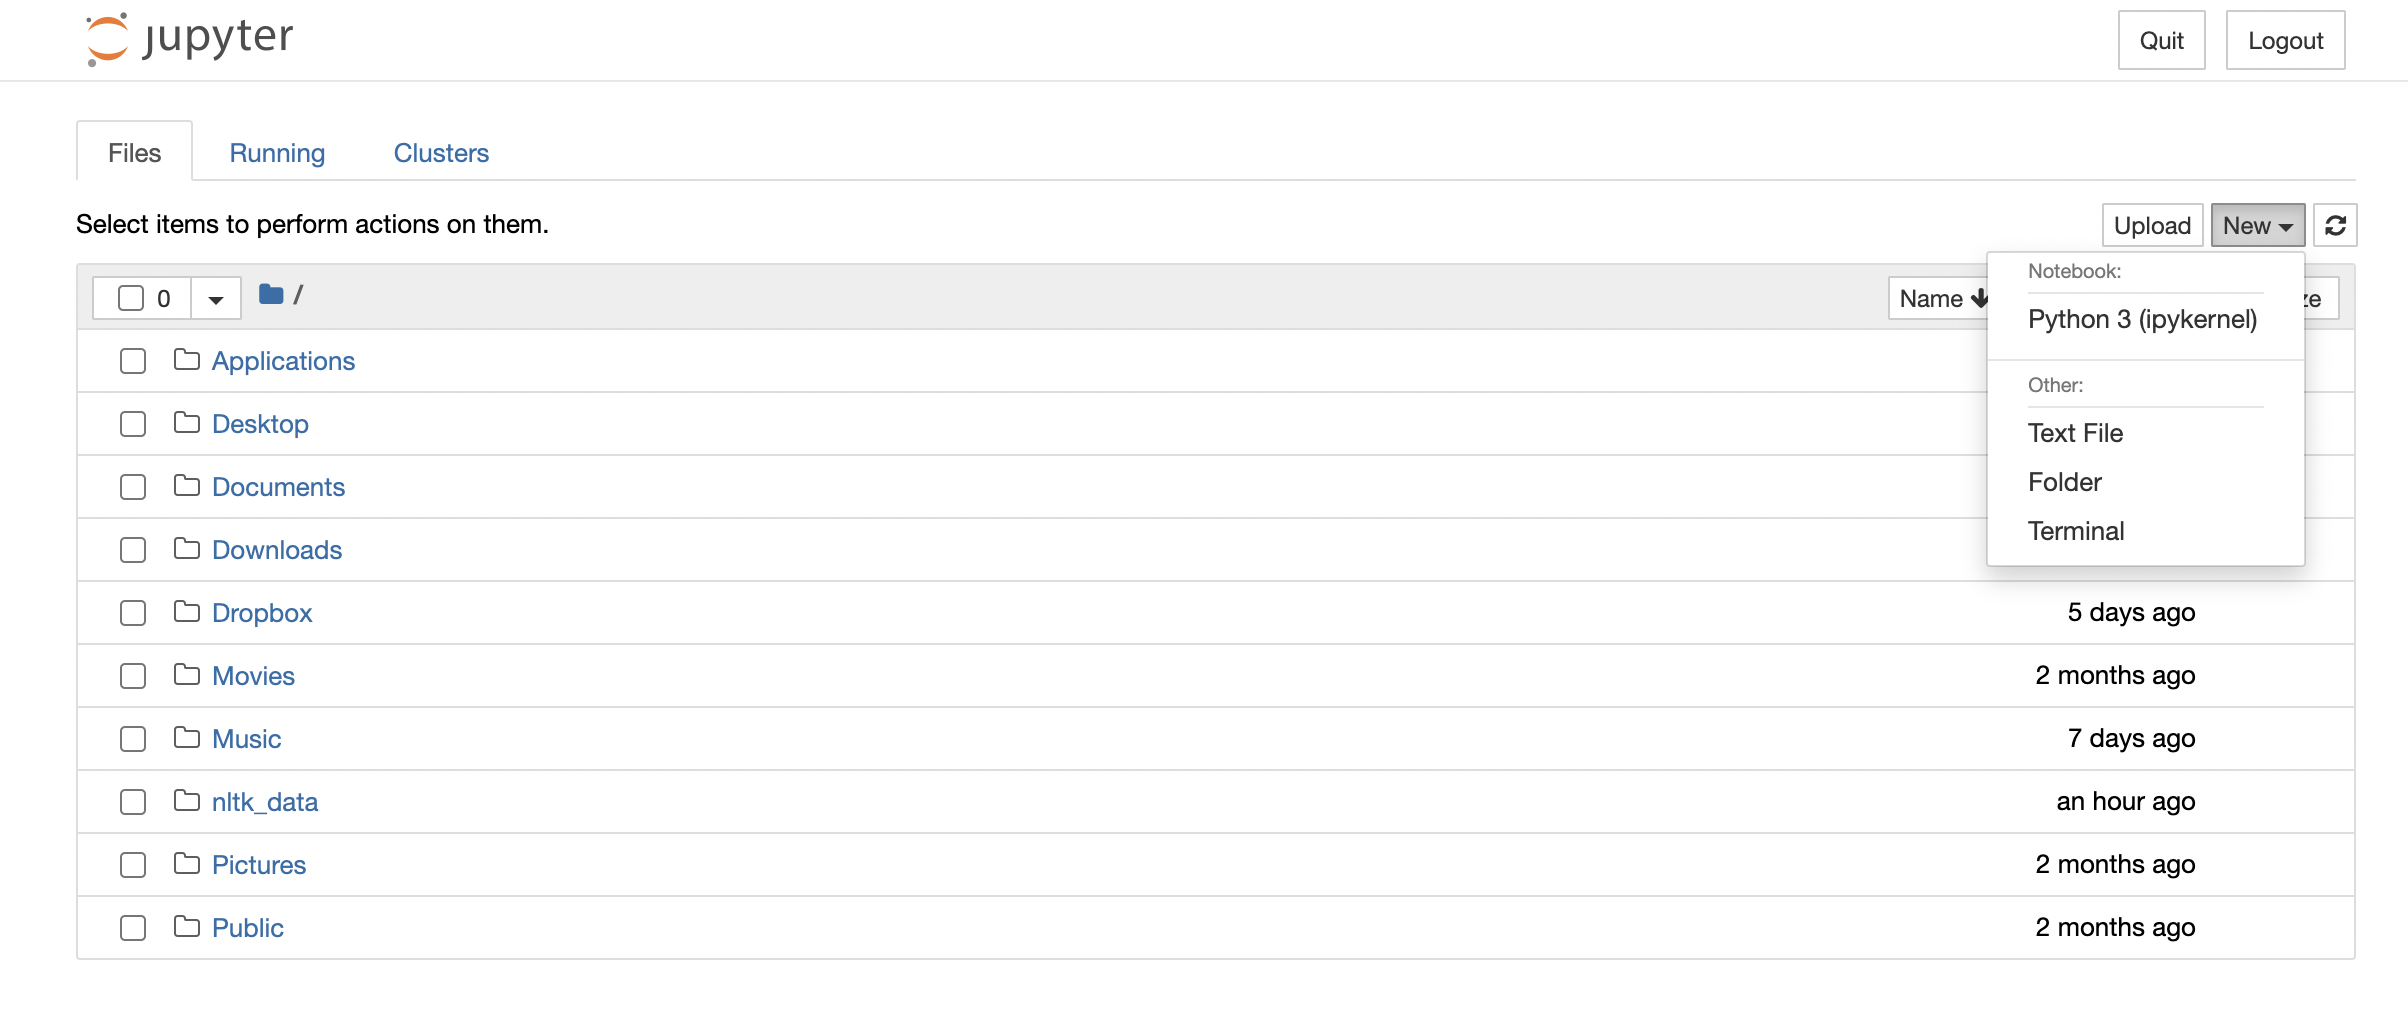 jupyter
Quit Logout
Files Running Clusters
Select items to perform actions on them.
Upload New
0 / Name
Notebook:
Python 3 (ipykernel)
Other:
Text File
Folder
Terminal
Applications
Desktop
Documents
Downloads
Dropbox 5 days ago
Movies 2 months ago
Music 7 days ago
nltk_data an hour ago
Pictures 2 months ago
Public 2 months ago